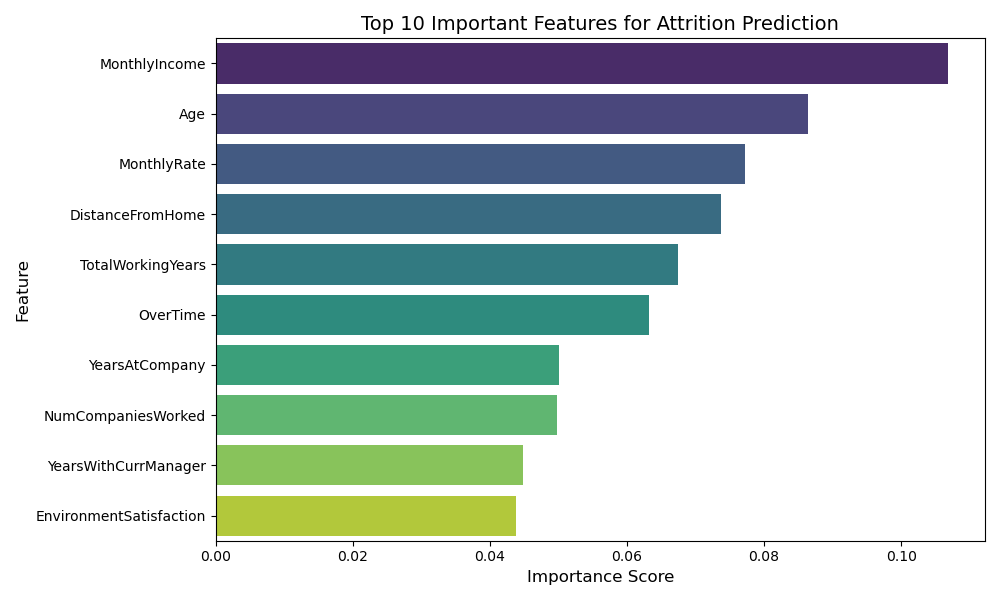 Top 10 Important Features for Attrition Prediction
MonthlyIncome
Age
MonthlyRate
DistanceFromHome
TotalWorkingYears
OverTime
YearsAtCompany
NumCompaniesWorked
YearsWithCurrManager
EnvironmentSatisfaction
Feature
0.00 0.02 0.04 0.06 0.08 0.10
Importance Score